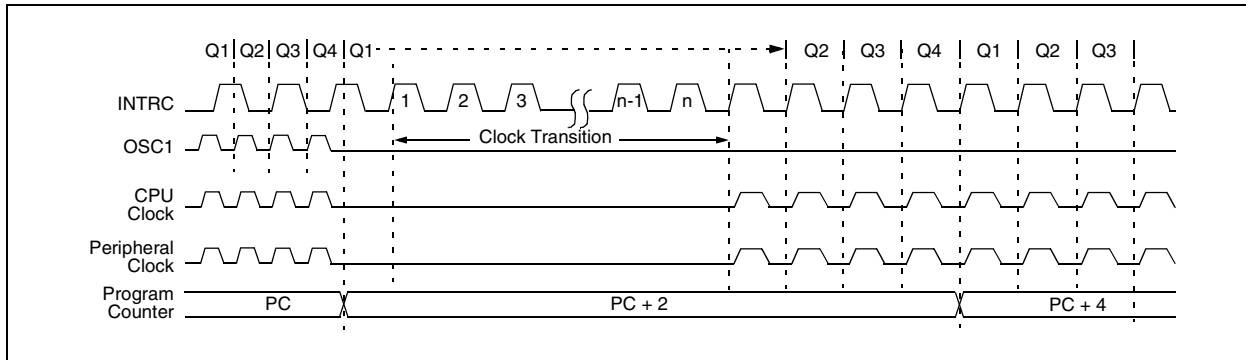 Q1 Q2 Q3 Q4 Q1 Q2 Q3 Q4 Q1 Q2 Q3
INTRC 1 2 3 n-1 n
Clock Transition
OSC1
CPU
Clock
Peripheral
Clock
Program
Counter
PC PC + 2 PC + 4